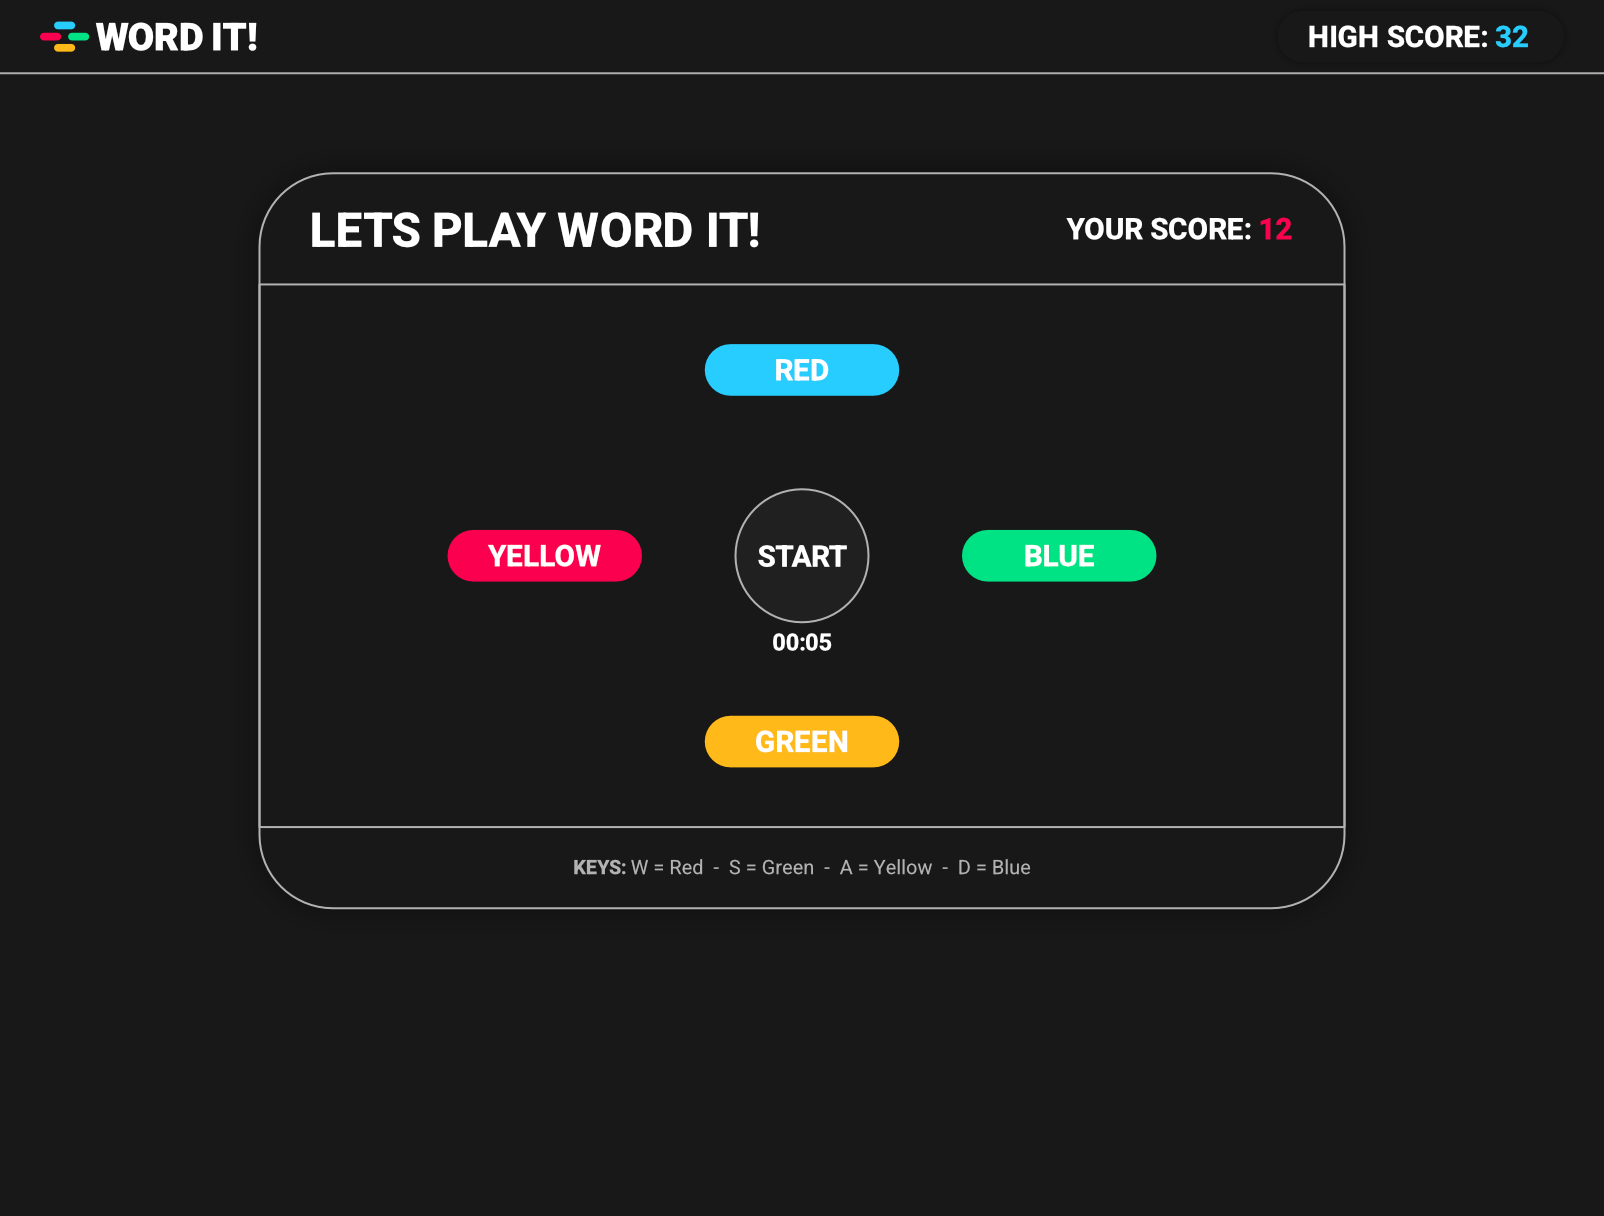 WORD IT!
HIGH SCORE: 32
LETS PLAY WORD IT!
YOUR SCORE: 12
RED
YELLOW
START
BLUE
00:05
GREEN
KEYS: W = Red - S = Green - A = Yellow - D = Blue